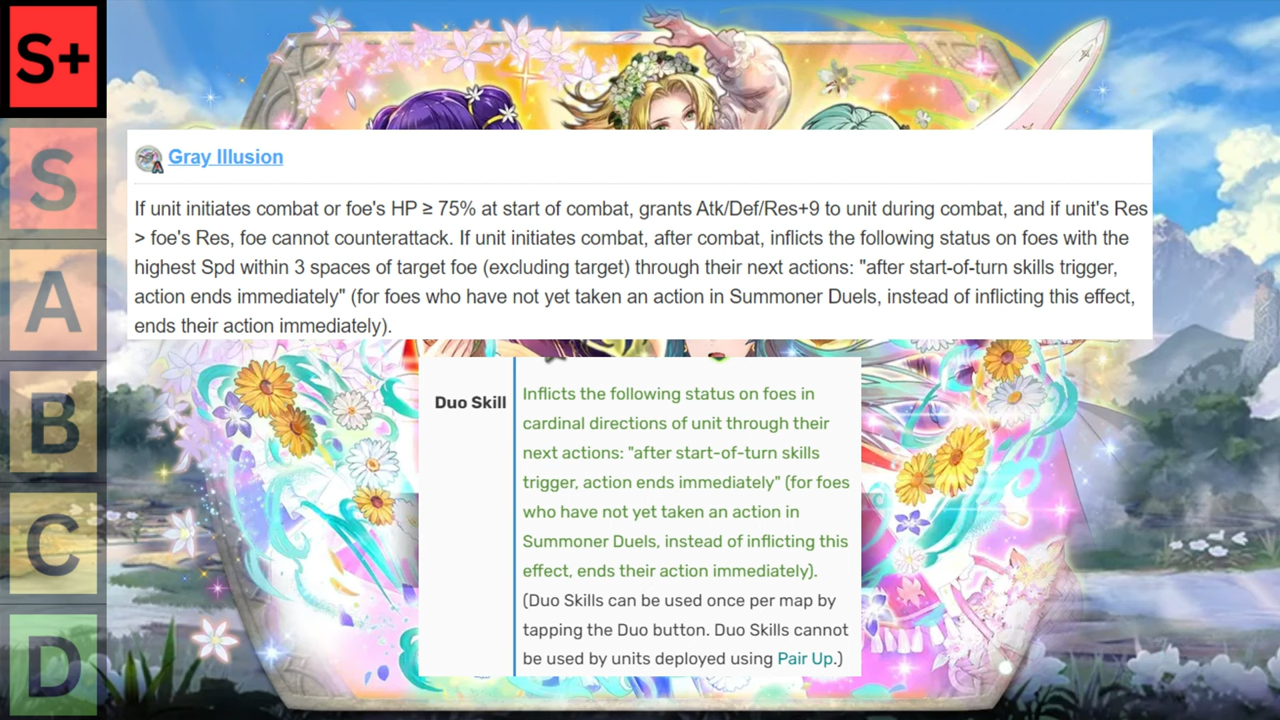 S+
S
A
B
C
D
Gray Illusion
If unit initiates combat or foe's HP ≥ 75% at start of combat, grants Atk/Def/Res+9 to unit during combat, and if unit's Res
> foe's Res, foe cannot counterattack. If unit initiates combat, after combat, inflicts the following status on foes with the
highest Spd within 3 spaces of target foe (excluding target) through their next actions: "after start-of-turn skills trigger,
action ends immediately" (for foes who have not yet taken an action in Summoner Duels, instead of inflicting this effect,
ends their action immediately).
Duo Skill
Inflicts the following status on foes in
cardinal directions of unit through their
next actions: "after start-of-turn skills
trigger, action ends immediately" (for foes
who have not yet taken an action in
Summoner Duels, instead of inflicting this
effect, ends their action immediately).
(Duo Skills can be used once per map by
tapping the Duo button. Duo Skills cannot
be used by units deployed using Pair Up.)